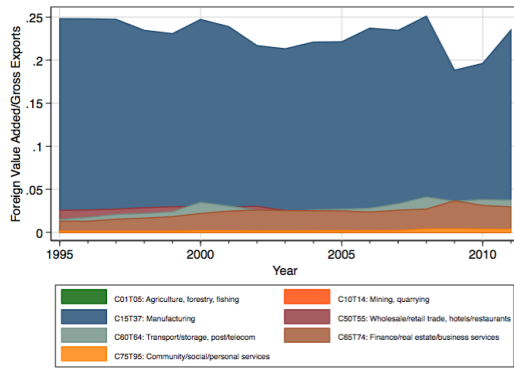 Foreign Value Added/Gross Exports
.25
.2
.15
.1
.05
0
1995
2000
2005
2010
Year
C01T05: Agriculture, forestry, fishing
C10T14: Mining, quarrying
C15T37: Manufacturing
C50T55: Wholesale/retail trade, hotels/restaurants
C60T64: Transport/storage, post/telecom
C65T74: Finance/real estate/business services
C75T95: Community/social/personal services